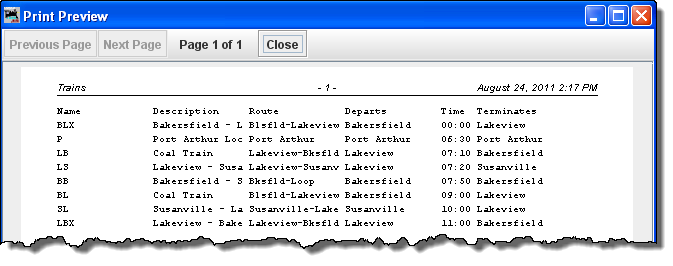 Print Preview
Previous Page Next Page Page 1 of 1 Close
Trains - 1 - August 24, 2011 2:17 PM
Name Description Route Departs Time Terminates
BLX Bakersfield - L Blsfld-Lakeview Bakersfield 00:00 Lakeview
P Port Arthur Loc Port Arthur Port Arthur 06:30 Port Arthur
LB Coal Train Lakeview-Bksfld Lakeview 07:10 Bakersfield
LS Lakeview - Susa Lakeview-Susanv Lakeview 07:20 Susanville
BB Bakersfield - S Bksfld-Loop Bakersfield 07:50 Bakersfield
BL Coal Train Blsfld-Lakeview Bakersfield 09:00 Lakeview
SL Susanville - La Susanville-Lake Susanville 10:00 Lakeview
LBX Lakeview - Bake Lakeview-Bksfld Lakeview 11:00 Bakersfield